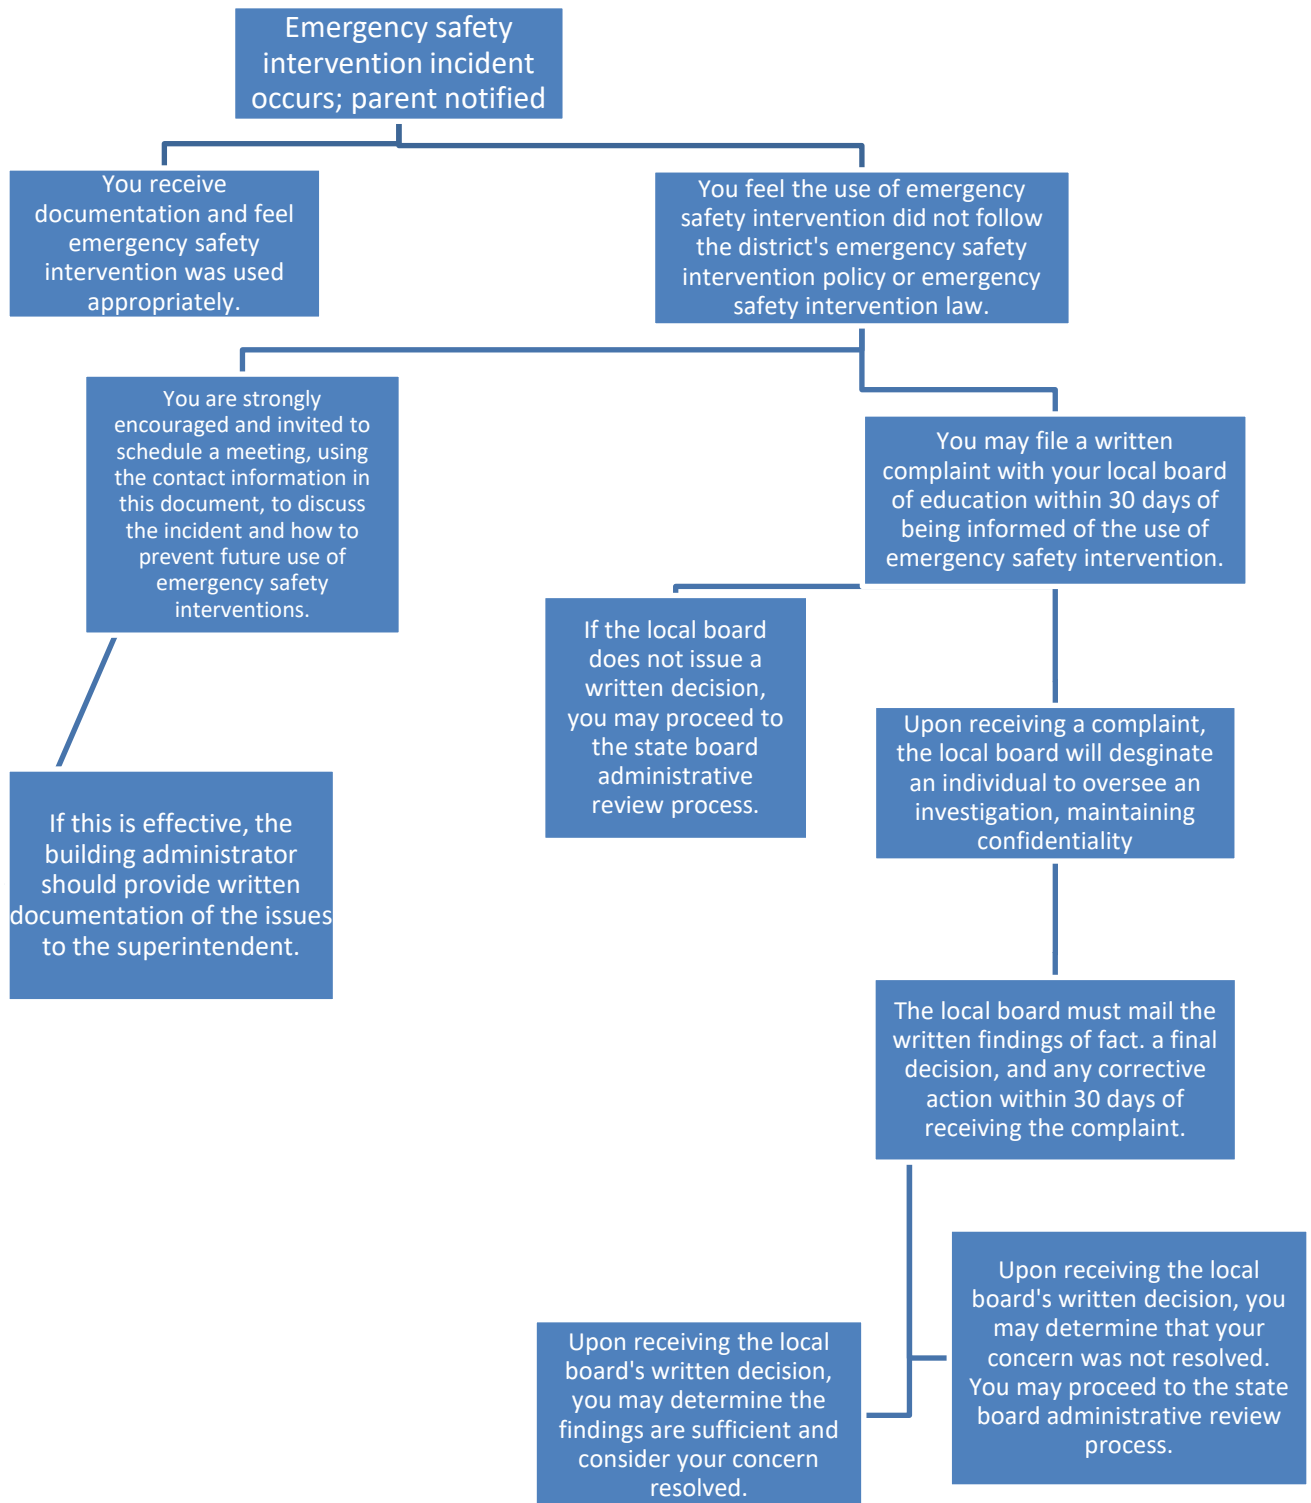 Emergency safety
intervention incident
occurs; parent notified
You receive
documentation and feel
emergency safety
intervention was used
appropriately.
You feel the use of emergency
safety intervention did not follow
the district's emergency safety
intervention policy or emergency
safety intervention law.
You are strongly
encouraged and invited to
schedule a meeting, using
the contact information in
this document, to discuss
the incident and how to
prevent future use of
emergency safety
interventions.
You may file a written
complaint with your local board
of education within 30 days of
being informed of the use of
emergency safety intervention.
If the local board
does not issue a
written decision,
you may proceed to
the state board
administrative
review process.
Upon receiving a complaint,
the local board will desginate
an individual to oversee an
investigation, maintaining
confidentiality
If this is effective, the
building administrator
should provide written
documentation of the issues
to the superintendent.
The local board must mail the
written findings of fact. a final
decision, and any corrective
action within 30 days of
receiving the complaint.
Upon receiving the local
board's written decision, you
may determine that your
concern was not resolved.
You may proceed to the state
board administrative review
process.
Upon receiving the local
board's written decision,
you may determine the
findings are sufficient and
consider your concern
resolved.